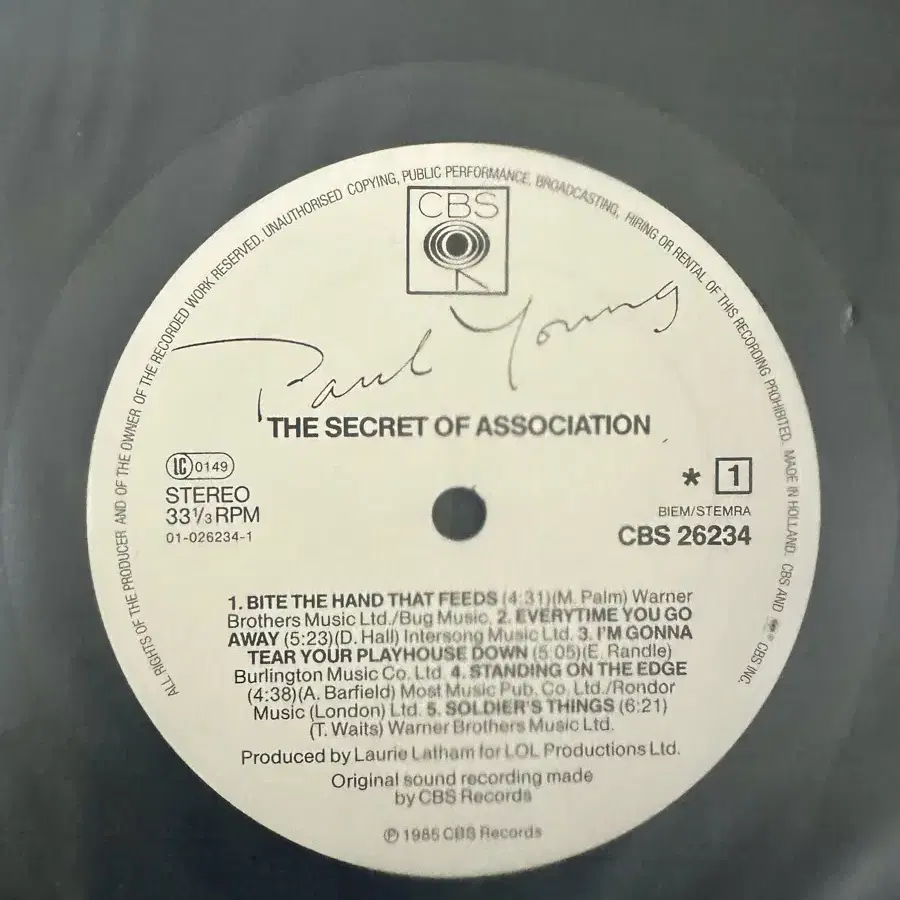 ALL RIGHTS OF THE PRODUCER AND OF THE OWNER OF THE RECORDED WORK RESERVED. UNAUTHORISED COPYING, PUBLIC PERFORMANCE, BROADCASTING, HIRING OR RENTAL OF THIS RECORDING PROHIBITED. MADE IN HOLLAND. CBS AND ® CBS INC.
CBS
Paul Young
THE SECRET OF ASSOCIATION
LC 0149
STEREO
33⅓ RPM
01-026234-1
* 1
BIEM/STEMRA
CBS 26234
1. BITE THE HAND THAT FEEDS (4:31)(M. Palm) Warner
Brothers Music Ltd./Bug Music. 2. EVERYTIME YOU GO
AWAY (5:23)(D. Hall) Intersong Music Ltd. 3. I'M GONNA
TEAR YOUR PLAYHOUSE DOWN (5:05)(E. Randle)
Burlington Music Co. Ltd. 4. STANDING ON THE EDGE
(4:38)(A. Barfield) Most Music Pub. Co. Ltd./Rondor
Music (London) Ltd. 5. SOLDIER'S THINGS (6:21)
(T. Waits) Warner Brothers Music Ltd.
Produced by Laurie Latham for LOL Productions Ltd.
Original sound recording made
by CBS Records
℗ 1985 CBS Records